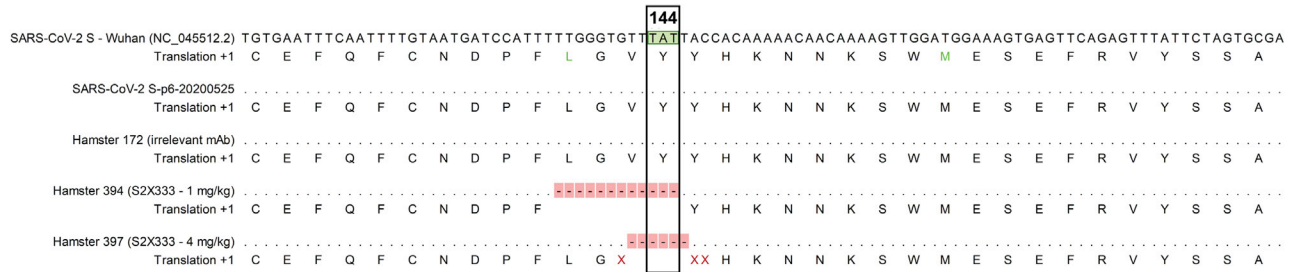 144
SARS-CoV-2 S - Wuhan (NC_045512.2) TGTGAATTTCAATTTTGTAATGATCCATTTTTGGGTGTTTATTACCACAAAAACAACAAAAGTTGGATGGAAAGTGAGTTCAGAGTTTATTCTAGTGCGA
Translation +1 C E F Q F C N D P F L G V Y Y H K N N K S W M E S E F R V Y S S A
SARS-CoV-2 S-p6-20200525 ....................................................................................................
Translation +1 C E F Q F C N D P F L G V Y Y H K N N K S W M E S E F R V Y S S A
Hamster 172 (irrelevant mAb) ....................................................................................................
Translation +1 C E F Q F C N D P F L G V Y Y H K N N K S W M E S E F R V Y S S A
Hamster 394 (S2X333 - 1 mg/kg) ..............................------------..........................................................
Translation +1 C E F Q F C N D P F Y H K N N K S W M E S E F R V Y S S A
Hamster 397 (S2X333 - 4 mg/kg) .....................................------.........................................................
Translation +1 C E F Q F C N D P F L G X XX H K N N K S W M E S E F R V Y S S A